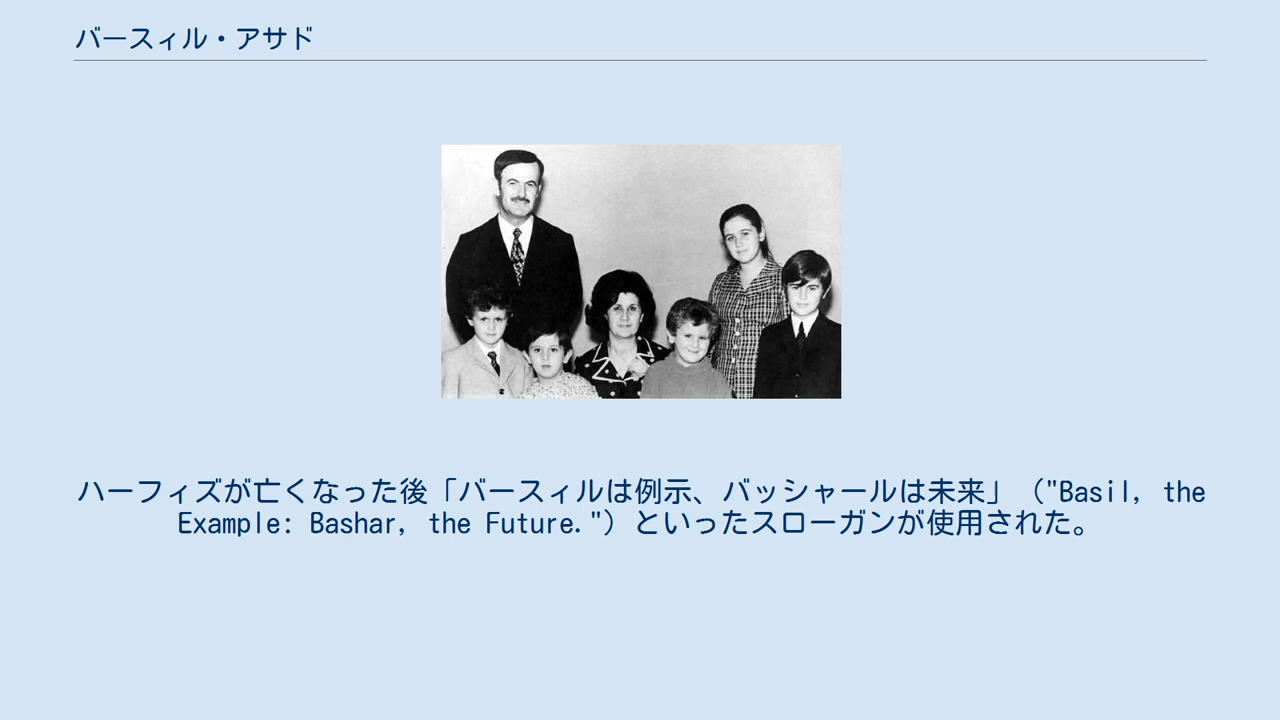 バースィル・アサド
ハーフィズが亡くなった後「バースィルは例示、バッシャールは未来」（"Basil, the
Example: Bashar, the Future."）といったスローガンが使用された。